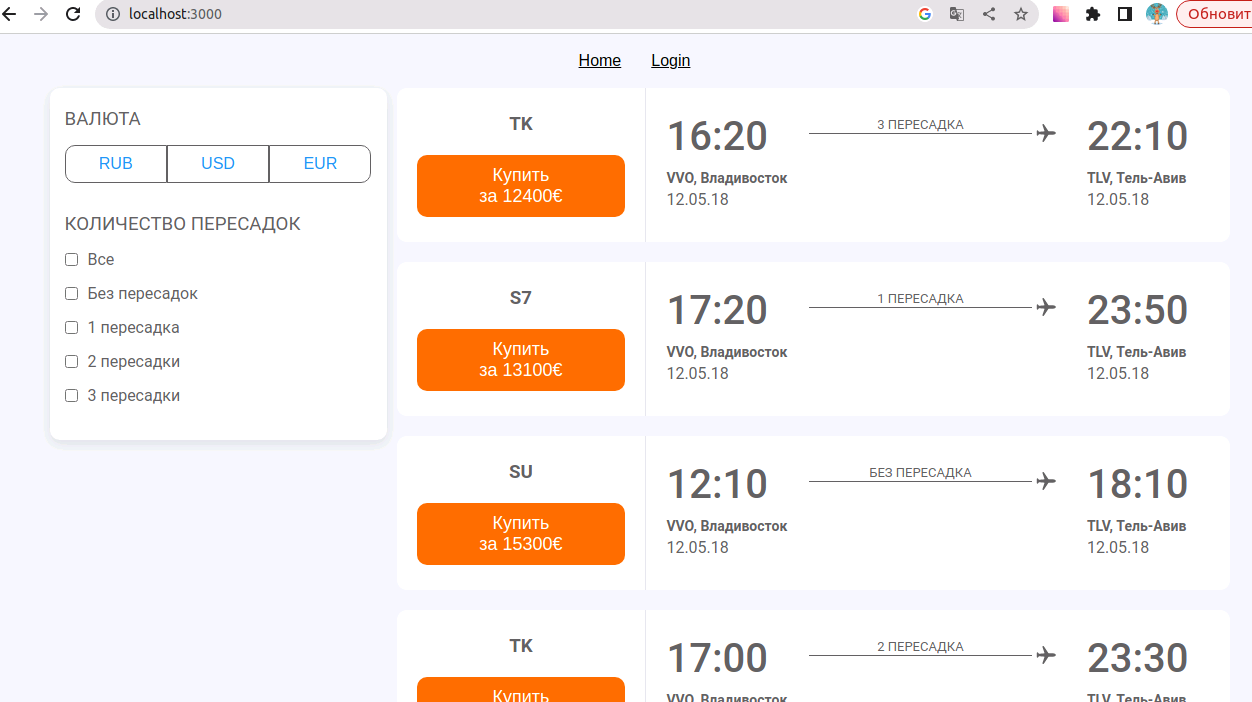 localhost:3000
Обновит
Home Login
ВАЛЮТА
RUB USD EUR
КОЛИЧЕСТВО ПЕРЕСАДОК
Все
Без пересадок
1 пересадка
2 пересадки
3 пересадки
TK
Купить
за 12400€
16:20
VVO, Владивосток
12.05.18
3 ПЕРЕСАДКА
22:10
TLV, Тель-Авив
12.05.18
S7
Купить
за 13100€
17:20
VVO, Владивосток
12.05.18
1 ПЕРЕСАДКА
23:50
TLV, Тель-Авив
12.05.18
SU
Купить
за 15300€
12:10
VVO, Владивосток
12.05.18
БЕЗ ПЕРЕСАДКА
18:10
TLV, Тель-Авив
12.05.18
TK
Купить
17:00
VVO, Владивосток
2 ПЕРЕСАДКА
23:30
TLV, Тель-Авив